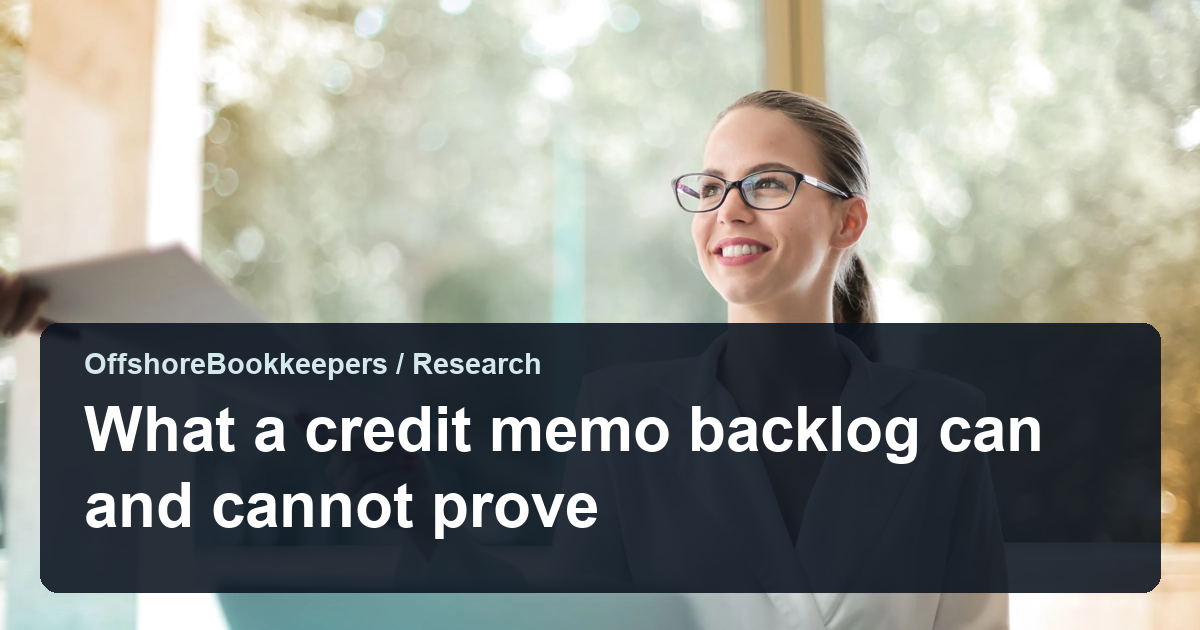 OffshoreBookkeepers / Research
What a credit memo backlog can
and cannot prove